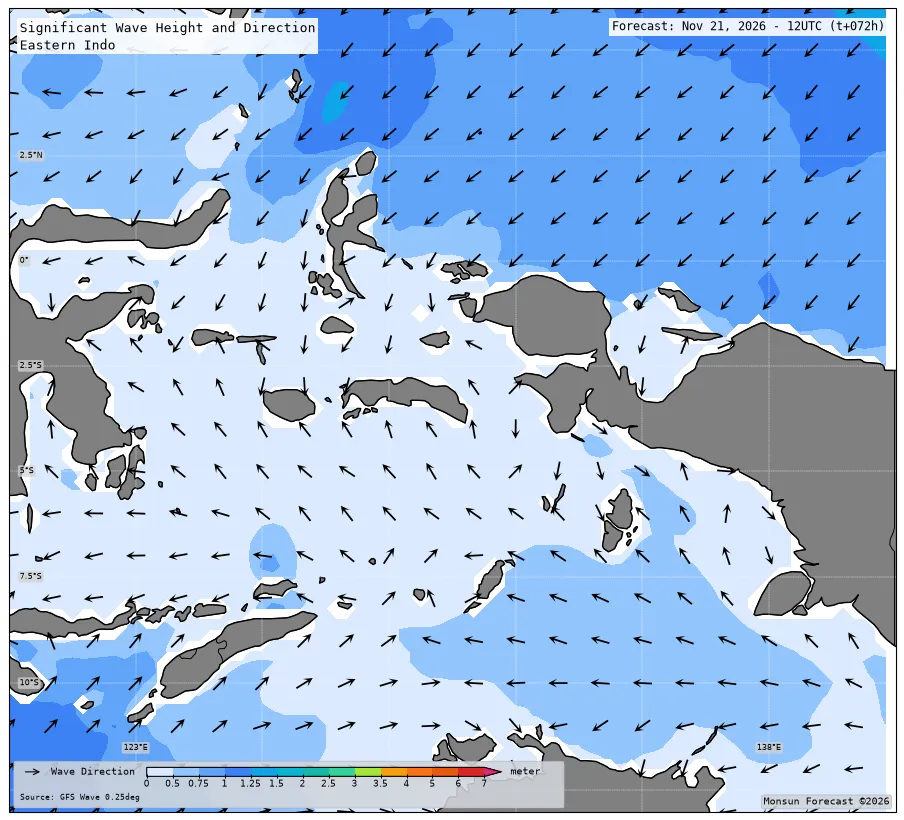 Significant Wave Height and Direction
Eastern Indo
Forecast: Nov 21, 2026 - 12UTC (t+072h)
2.5°N
0°
2.5°S
5°S
7.5°S
10°S
123°E
138°E
Wave Direction
meter
0 0.5 0.75 1 1.25 1.5 2 2.5 3 3.5 4 5 6 7
Source: GFS Wave 0.25deg
Monsun Forecast ©2026